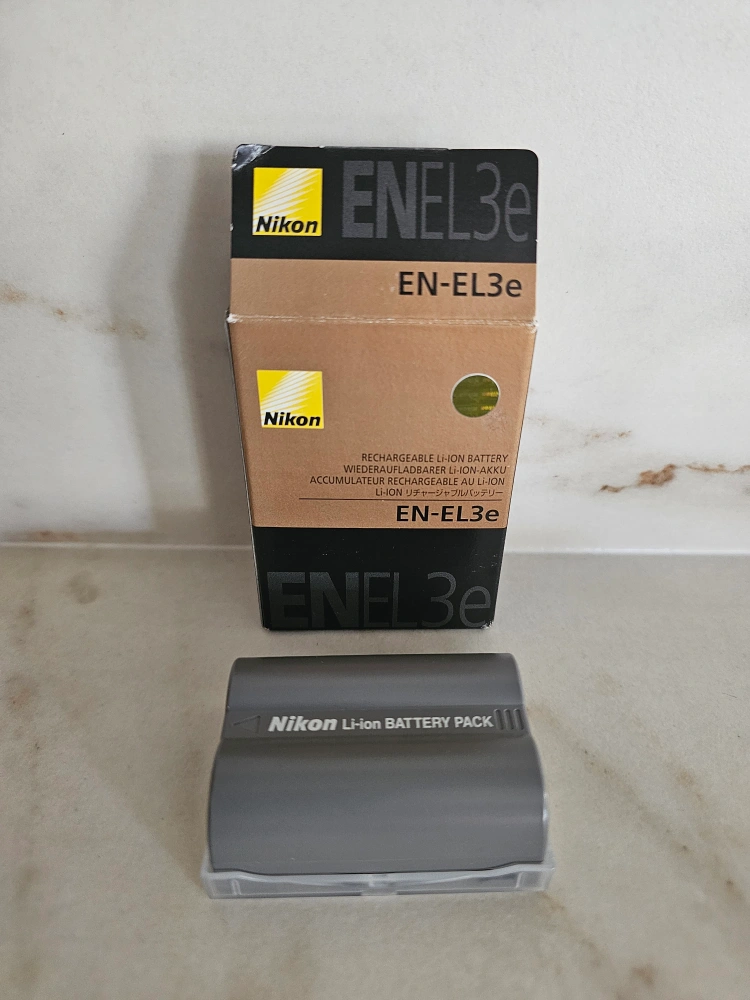 Nikon
ENEL3e
EN-EL3e
Nikon
RECHARGEABLE Li-ION BATTERY
WIEDERAUFLADBARER Li-ION-AKKU
ACCUMULATEUR RECHARGEABLE AU Li-ION
Li-ION リチャージャブルバッテリー
EN-EL3e
ENEL3e
Nikon Li-ion BATTERY PACK